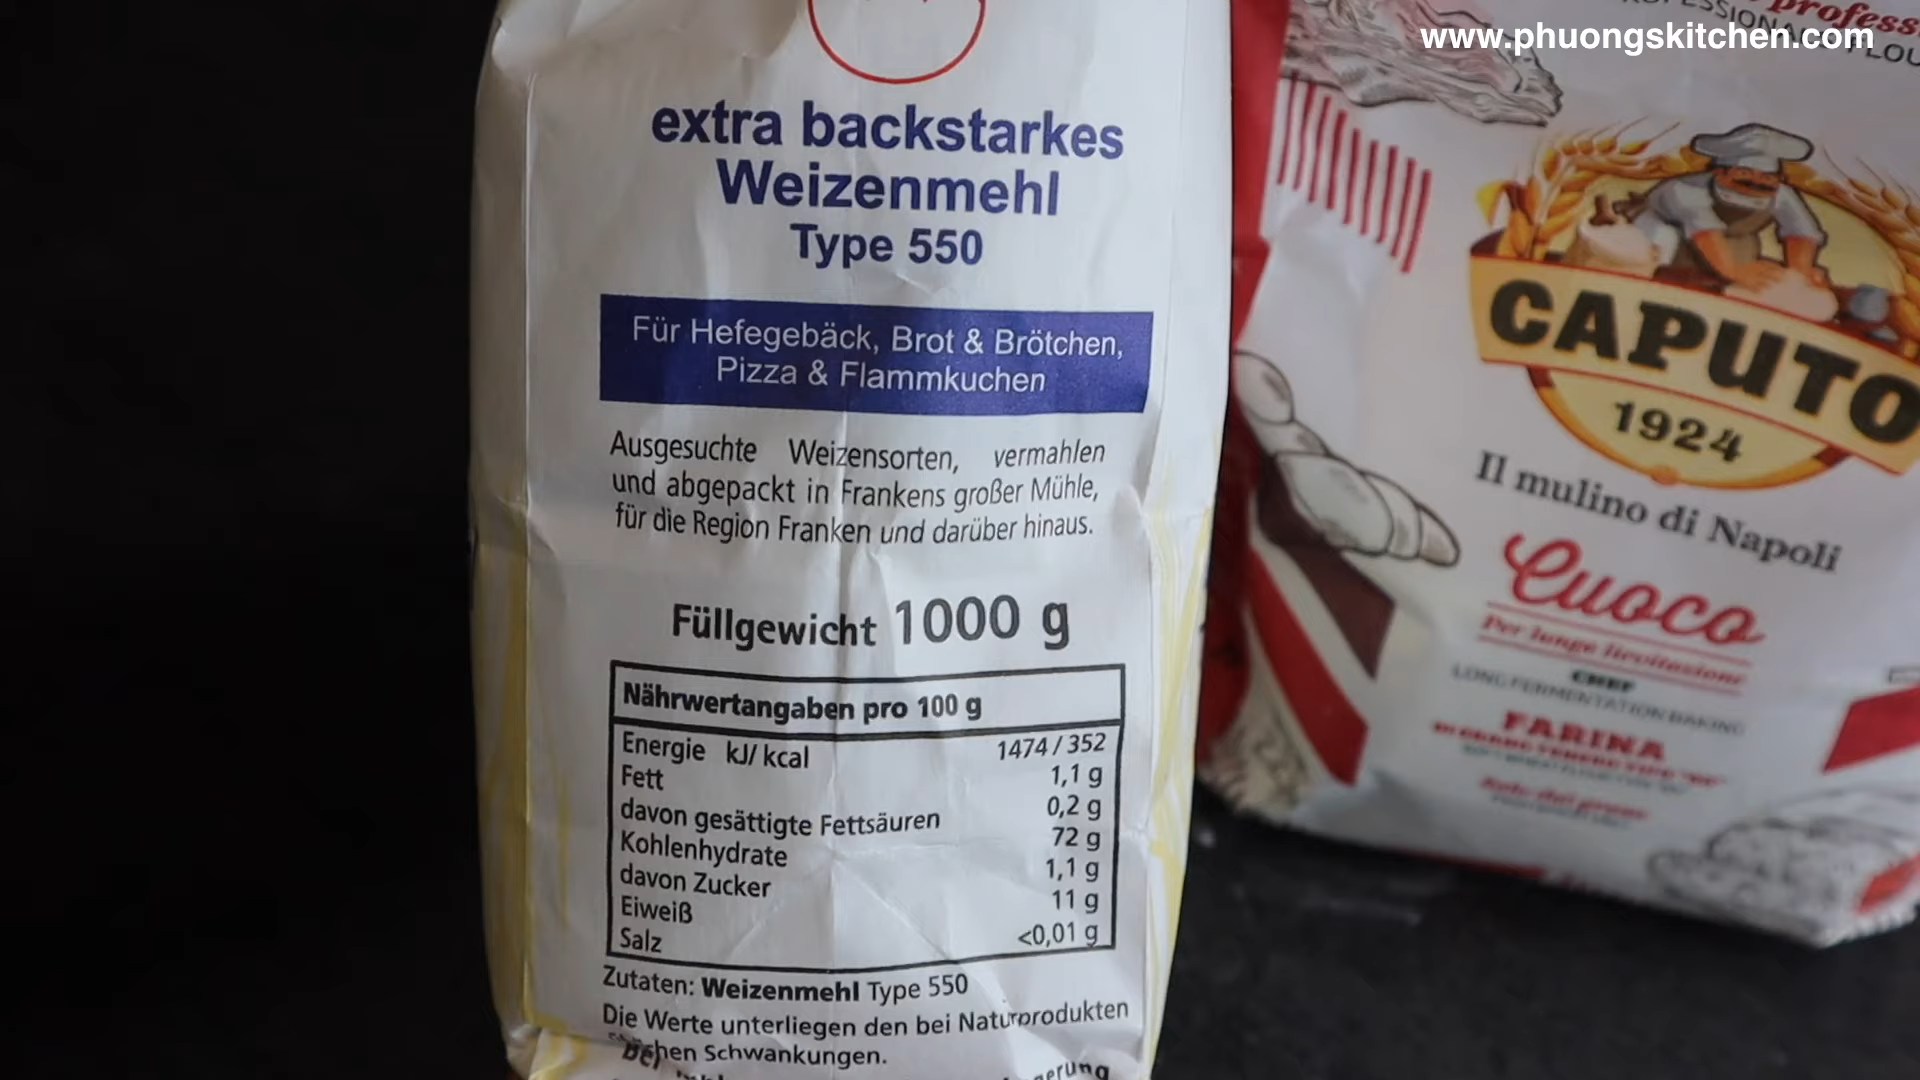 www.phuongskitchen.com
extra backstarkes
Weizenmehl
Type 550
Für Hefegebäck, Brot & Brötchen,
Pizza & Flammkuchen
Ausgesuchte Weizensorten, vermahlen
und abgepackt in Frankens großer Mühle,
für die Region Franken und darüber hinaus.
Füllgewicht 1000 g
Nährwertangaben pro 100 g
Energie kJ/ kcal 1474 / 352
Fett 1,1 g
davon gesättigte Fettsäuren 0,2 g
Kohlenhydrate 72 g
davon Zucker 1,1 g
Eiweiß 11 g
Salz <0,01 g
Zutaten: Weizenmehl Type 550
Die Werte unterliegen den bei Naturprodukten
Schwankungen.
CAPUTO
1924
Il mulino di Napoli
Cuoco
Per lunga lievitazione
CHEF
LONG FERMENTATION BAKING
FARINA